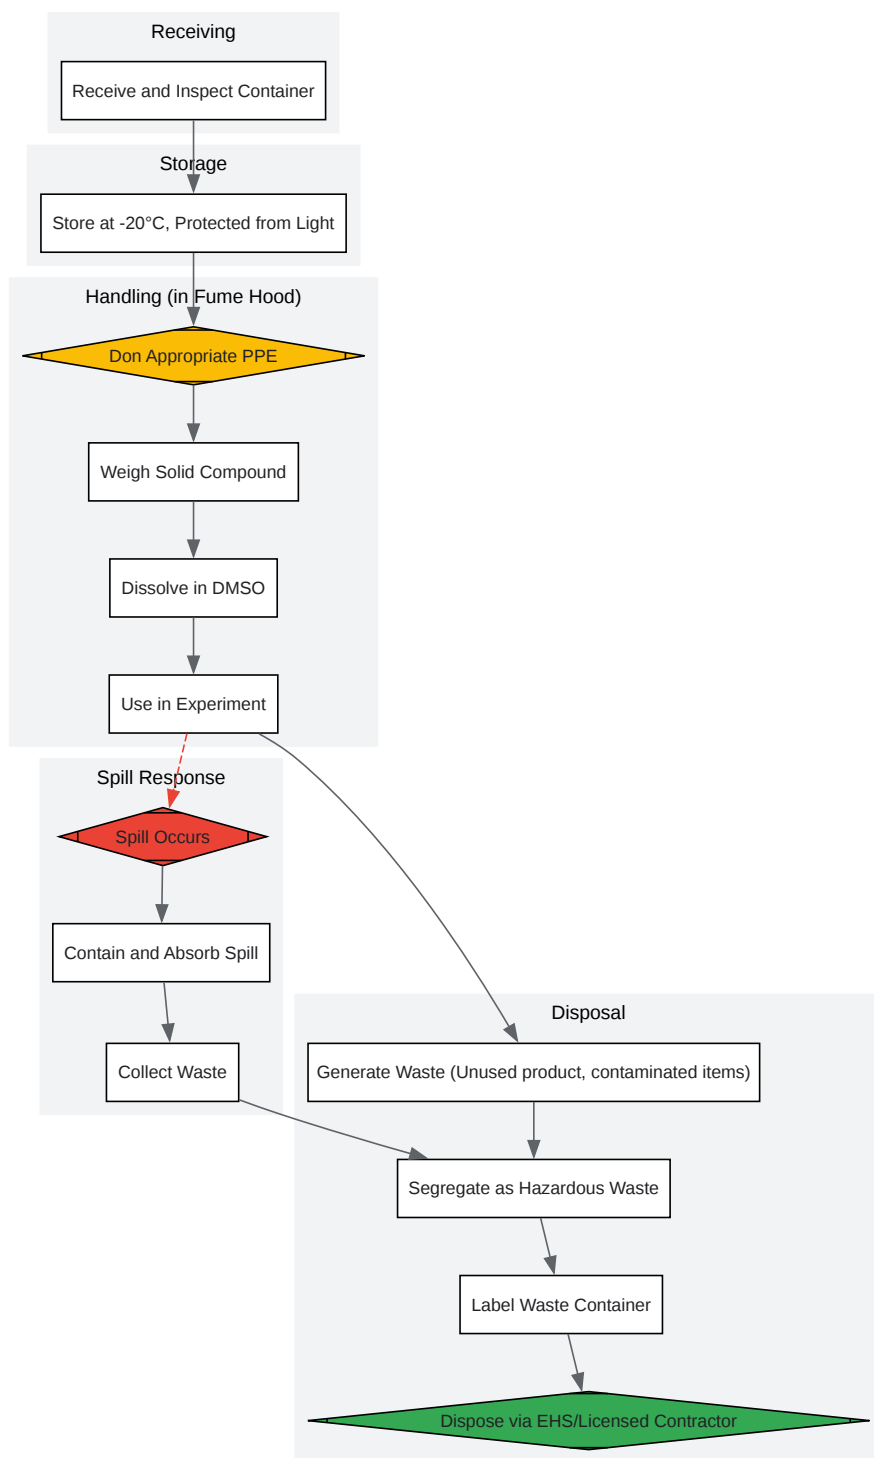 Receiving
Receive and Inspect Container
Storage
Store at -20°C, Protected from Light
Handling (in Fume Hood)
Don Appropriate PPE
Weigh Solid Compound
Dissolve in DMSO
Use in Experiment
Spill Response
Spill Occurs
Contain and Absorb Spill
Collect Waste
Disposal
Generate Waste (Unused product, contaminated items)
Segregate as Hazardous Waste
Label Waste Container
Dispose via EHS/Licensed Contractor